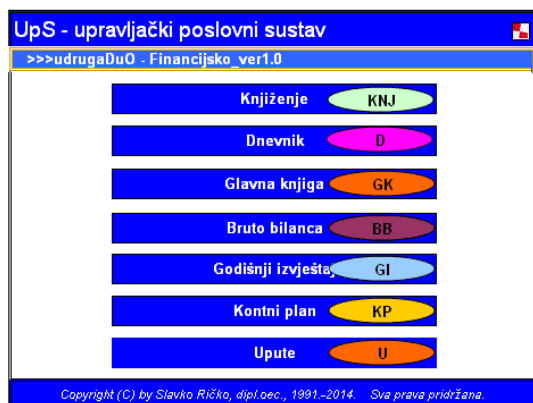 UpS - upravljački poslovni sustav
>>>udrugaDuO - Financijsko_ver1.0
Knjiženje KNJ
Dnevnik D
Glavna knjiga GK
Bruto bilanca BB
Godišnji izvještaj GI
Kontni plan KP
Upute U
Copyright (C) by Slavko Ričko, dipl.oec., 1991.-2014. Sva prava pridržana.